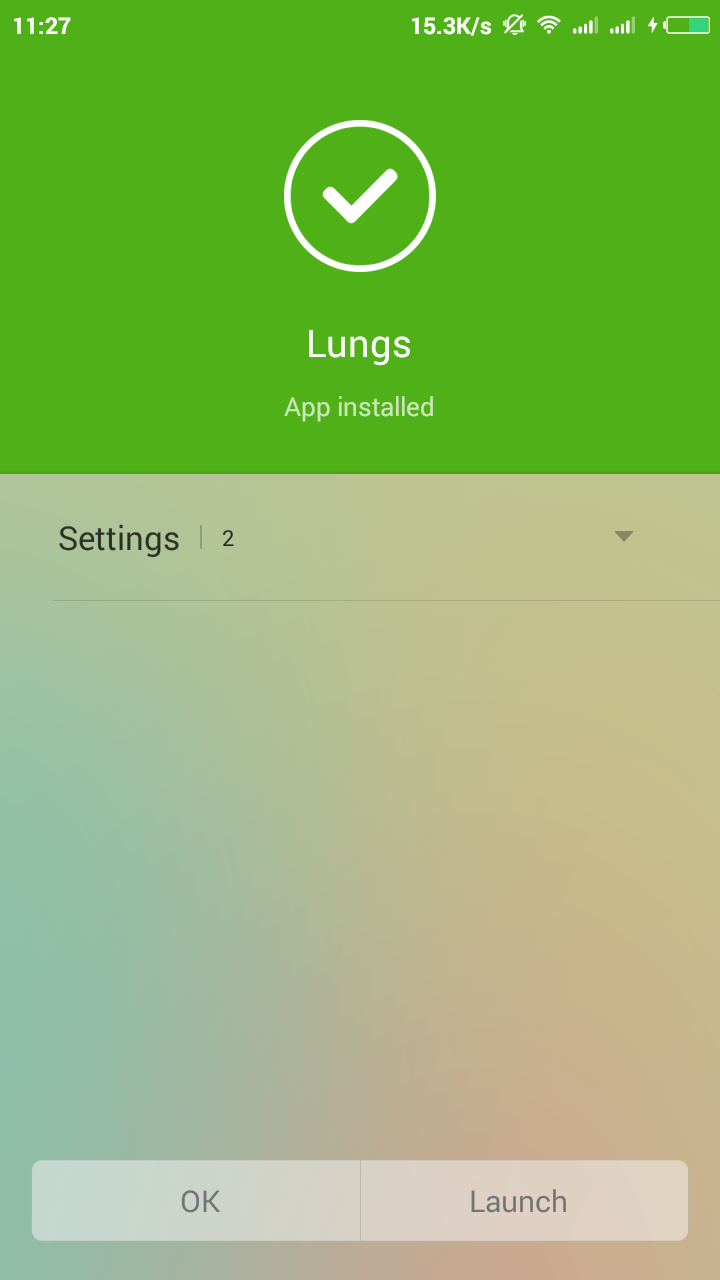 11:27 15.3K/s
Lungs
App installed
Settings 2
OK Launch